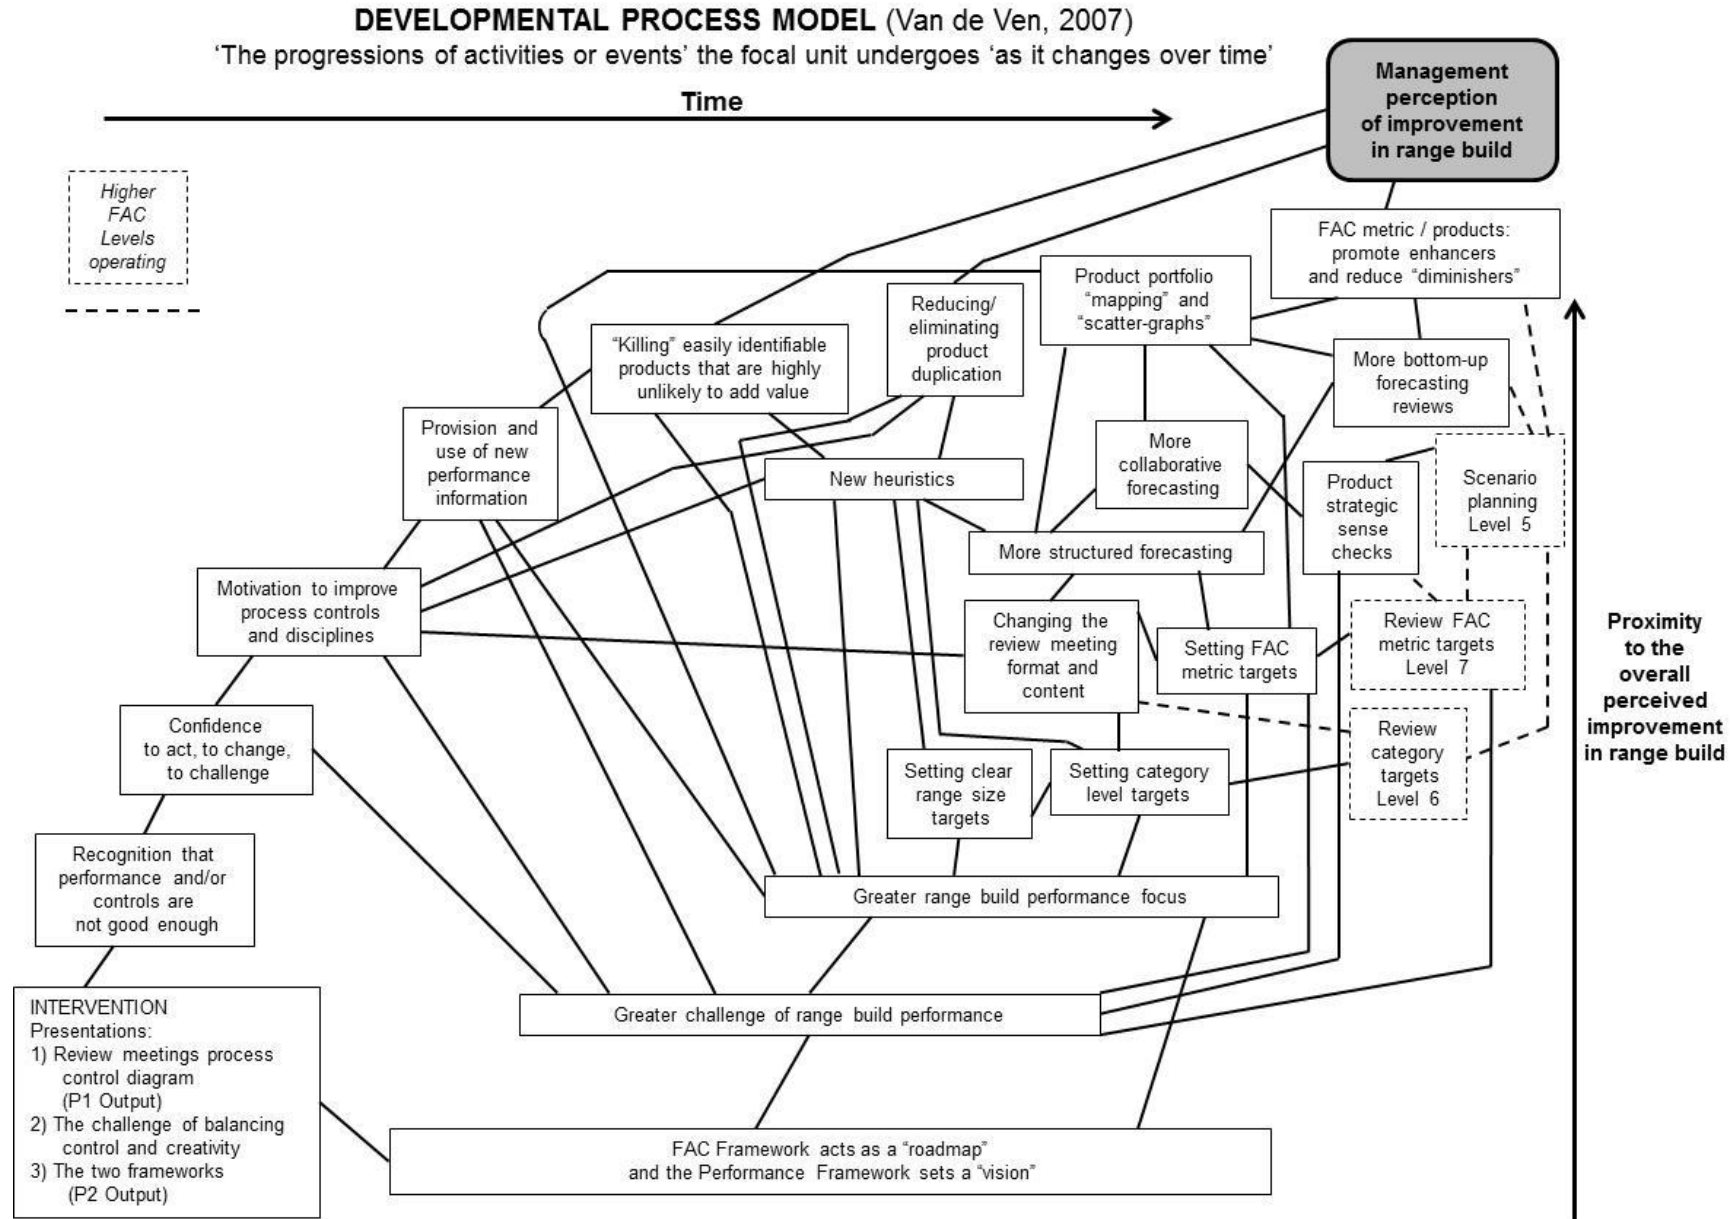 DEVELOPMENTAL PROCESS MODEL (Van de Ven, 2007)
‘The progressions of activities or events’ the focal unit undergoes ‘as it changes over time’
Time
Management
perception
of improvement
in range build
Higher
FAC
Levels
operating
FAC metric / products:
promote enhancers
and reduce “diminishers”
Product portfolio
“mapping” and
“scatter-graphs”
Reducing/
eliminating
product
duplication
“Killing” easily identifiable
products that are highly
unlikely to add value
More bottom-up
forecasting
reviews
Provision and
use of new
performance
information
More
collaborative
forecasting
New heuristics
Product
strategic
sense
checks
Scenario
planning
Level 5
More structured forecasting
Motivation to improve
process controls
and disciplines
Changing the
review meeting
format and
content
Setting FAC
metric targets
Review FAC
metric targets
Level 7
Proximity
to the
overall
perceived
improvement
in range build
Confidence
to act, to change,
to challenge
Setting clear
range size
targets
Setting category
level targets
Review
category
targets
Level 6
Recognition that
performance and/or
controls are
not good enough
Greater range build performance focus
Greater challenge of range build performance
INTERVENTION
Presentations:
1) Review meetings process
control diagram
(P1 Output)
2) The challenge of balancing
control and creativity
3) The two frameworks
(P2 Output)
FAC Framework acts as a “roadmap”
and the Performance Framework sets a “vision”